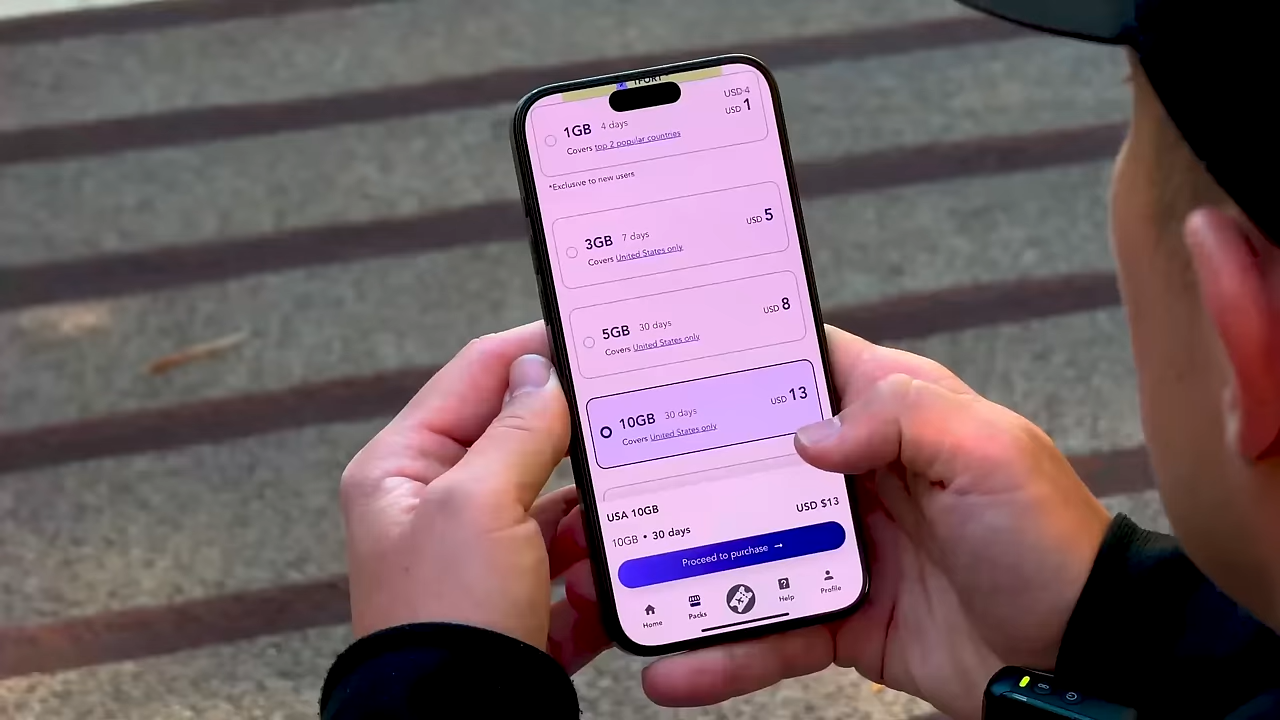 USD 4
1GB 4 days USD 1
Covers top 2 popular countries
*Exclusive to new users
3GB 7 days USD 5
Covers United States only
5GB 30 days USD 8
Covers United States only
10GB 30 days USD 13
Covers United States only
USA 10GB USD $13
10GB • 30 days
Proceed to purchase →
Home Packs Help Profile